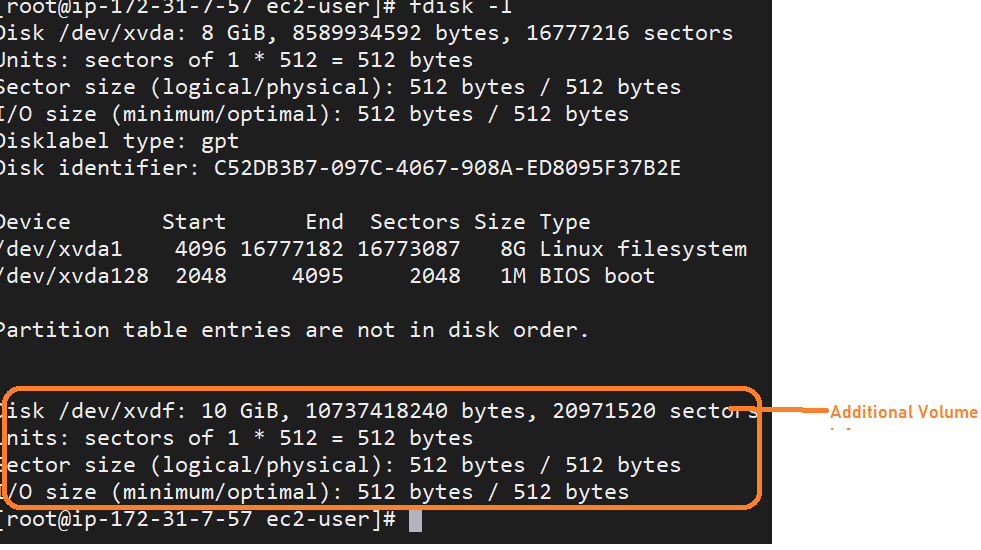 [root@ip-172-31-7-57 ec2-user]# fdisk -l
Disk /dev/xvda: 8 GiB, 8589934592 bytes, 16777216 sectors
Units: sectors of 1 * 512 = 512 bytes
Sector size (logical/physical): 512 bytes / 512 bytes
I/O size (minimum/optimal): 512 bytes / 512 bytes
Disklabel type: gpt
Disk identifier: C52DB3B7-097C-4067-908A-ED8095F37B2E
Device Start End Sectors Size Type
/dev/xvda1 4096 16777182 16773087 8G Linux filesystem
/dev/xvda128 2048 4095 2048 1M BIOS boot
Partition table entries are not in disk order.
Disk /dev/xvdf: 10 GiB, 10737418240 bytes, 20971520 sectors
Additional Volume
Units: sectors of 1 * 512 = 512 bytes
Sector size (logical/physical): 512 bytes / 512 bytes
I/O size (minimum/optimal): 512 bytes / 512 bytes
[root@ip-172-31-7-57 ec2-user]#